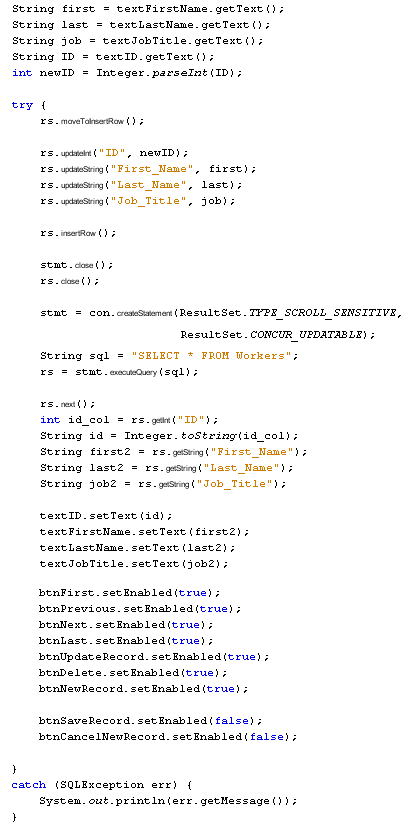 String first = textFirstName.getText();
String last = textLastName.getText();
String job = textJobTitle.getText();
String ID = textID.getText();
int newID = Integer.parseInt(ID);

try {
    rs.moveToInsertRow();

    rs.updateInt("ID", newID);
    rs.updateString("First_Name", first);
    rs.updateString("Last_Name", last);
    rs.updateString("Job_Title", job);

    rs.insertRow();

    stmt.close();
    rs.close();

    stmt = con.createStatement(ResultSet.TYPE_SCROLL_SENSITIVE,
                        ResultSet.CONCUR_UPDATABLE);
    String sql = "SELECT * FROM Workers";
    rs = stmt.executeQuery(sql);

    rs.next();
    int id_col = rs.getInt("ID");
    String id = Integer.toString(id_col);
    String first2 = rs.getString("First_Name");
    String last2 = rs.getString("Last_Name");
    String job2 = rs.getString("Job_Title");

    textID.setText(id);
    textFirstName.setText(first2);
    textLastName.setText(last2);
    textJobTitle.setText(job2);

    btnFirst.setEnabled(true);
    btnPrevious.setEnabled(true);
    btnNext.setEnabled(true);
    btnLast.setEnabled(true);
    btnUpdateRecord.setEnabled(true);
    btnDelete.setEnabled(true);
    btnNewRecord.setEnabled(true);

    btnSaveRecord.setEnabled(false);
    btnCancelNewRecord.setEnabled(false);

}
catch (SQLException err) {
    System.out.println(err.getMessage());
}